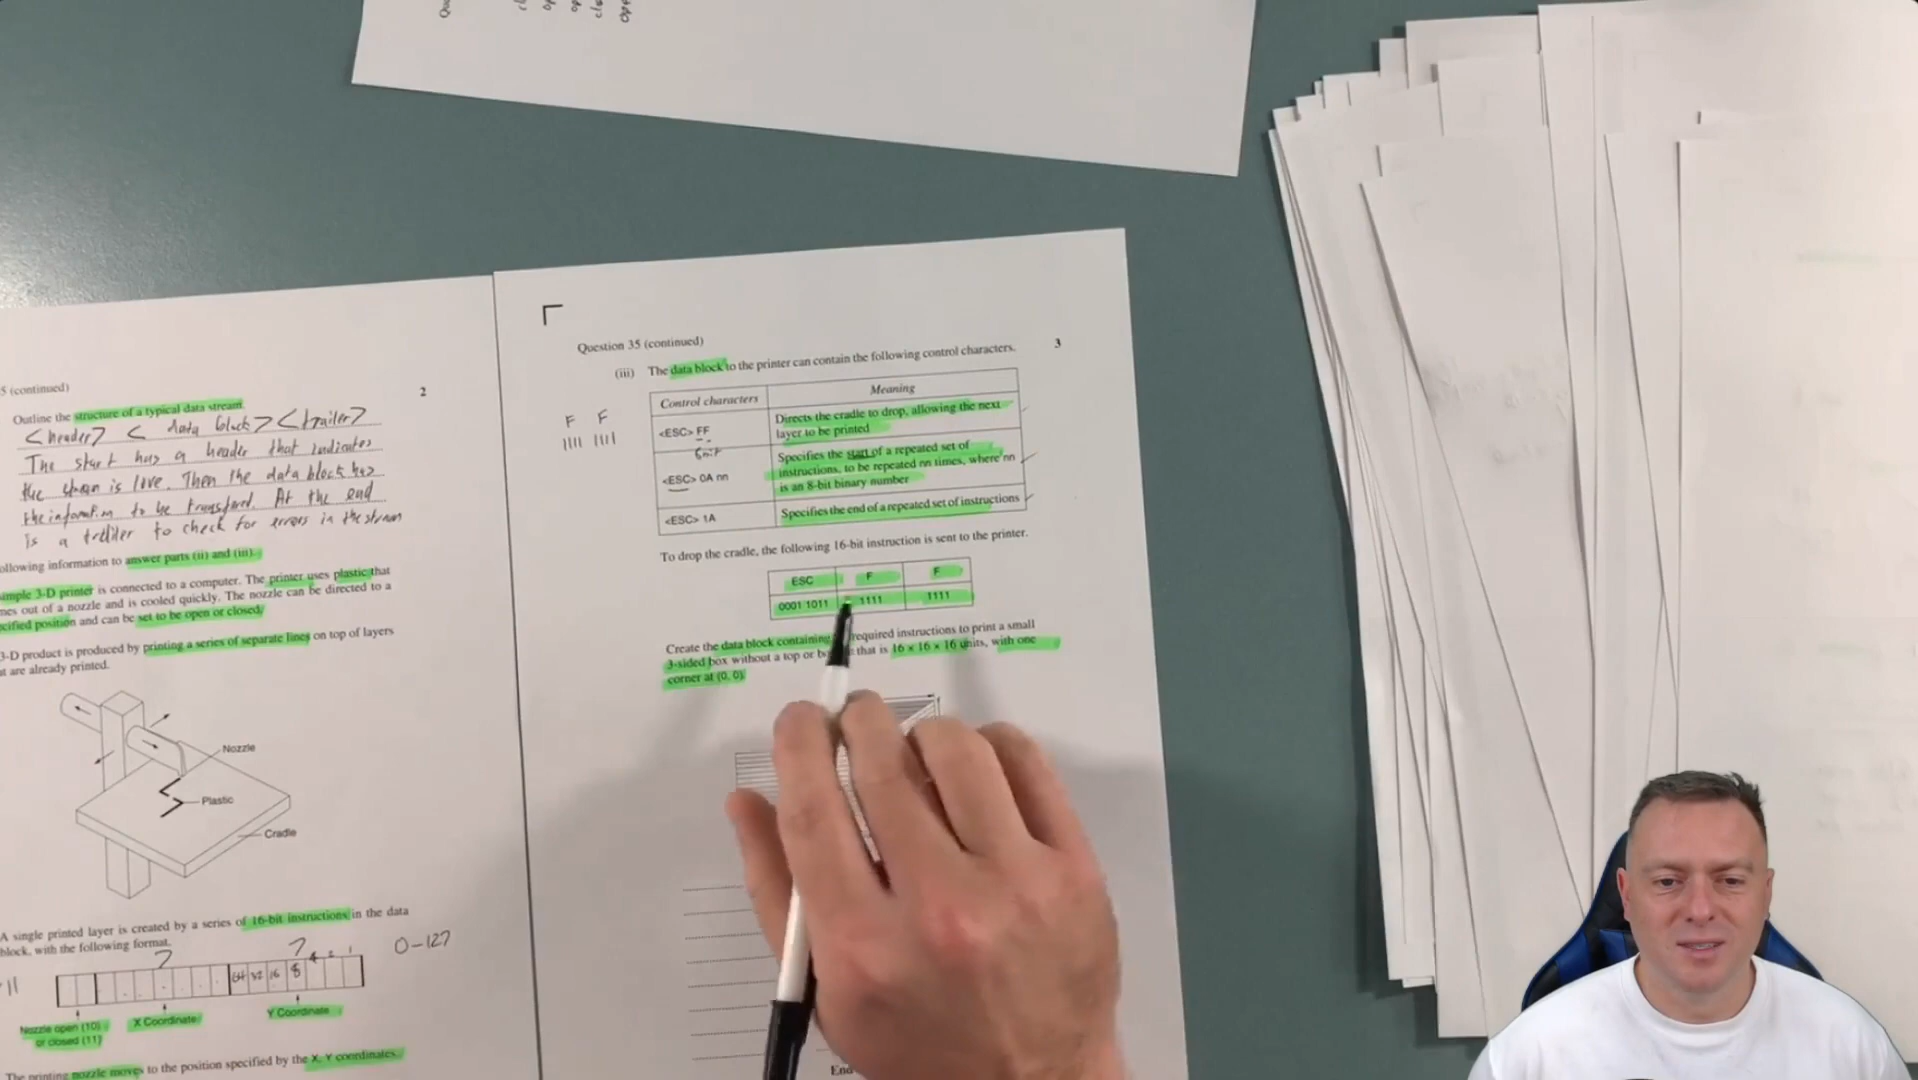 5 (continued)
2
Outline the structure of a typical data stream.
<header> < data block> <trailer>
The start has a header that indicates
the is . Then the data block has
the information to be . At the end
is a to check for errors in the stream
ollowing information to answer parts (ii) and (iii).
imple 3-D printer is connected to a computer. The printer uses plastic that
mes out of a nozzle and is cooled quickly. The nozzle can be directed to a
ecified position and can be set to be open or closed.
3-D product is produced by printing a series of separate lines on top of layers
at are already printed.
Nozzle
Plastic
Cradle
A single printed layer is created by a series of 16-bit instructions in the data
block, with the following format.
7
7
4 2 1
0-127
11
64 32 16 8
Nozzle open (10)
or closed (11)
X Coordinate
Y Coordinate
The printing nozzle moves to the position specified by the X, Y coordinates.
Question 35 (continued)
(iii) The data block to the printer can contain the following control characters.
3
Control characters
Meaning
F F
1111 1111
<ESC> FF
Directs the cradle to drop, allowing the next
layer to be printed
<ESC> 0A nn
Specifies the start of a repeated set of
instructions, to be repeated nn times, where nn
is an 8-bit binary number
<ESC> 1A
Specifies the end of a repeated set of instructions
To drop the cradle, the following 16-bit instruction is sent to the printer.
ESC F F
0001 1011 1111 1111
Create the data block containing required instructions to print a small
3-sided box without a top or that is 16 × 16 × 16 units, with one
corner at (0, 0).
End